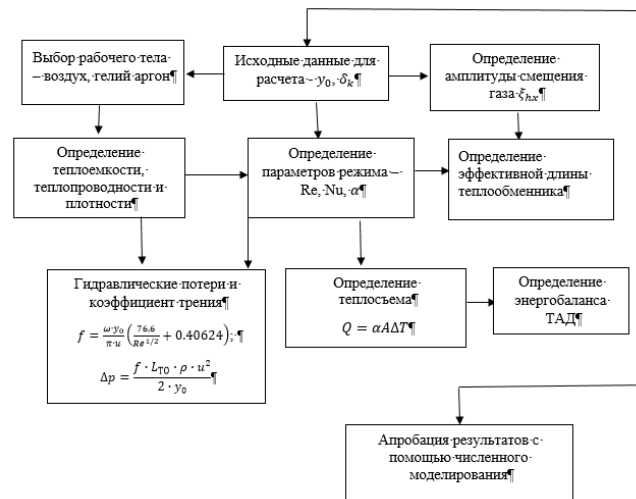 Выбор рабочего тела
– воздух, гелий аргон¶
Исходные данные для
расчета – y₀, δₖ¶
Определение
амплитуды смещения
газа ξₕₓ¶
Определение
теплоемкости,
теплопроводности и
плотности¶
Определение
параметров режима –
Re, Nu, α¶
Определение
эффективной длины
теплообменника¶
Гидравлические потери и
коэффициент трения¶
f = ω·y₀/π·u (76,6/Re^1/2 + 0.40624); ¶
Δp = f · L_ТО · ρ · u²/2 · y₀ ¶
Определение
теплосъема¶
Q = αAΔT¶
Определение
энергобаланса
ТАД¶
Апробация результатов с
помощью численного
моделирования¶